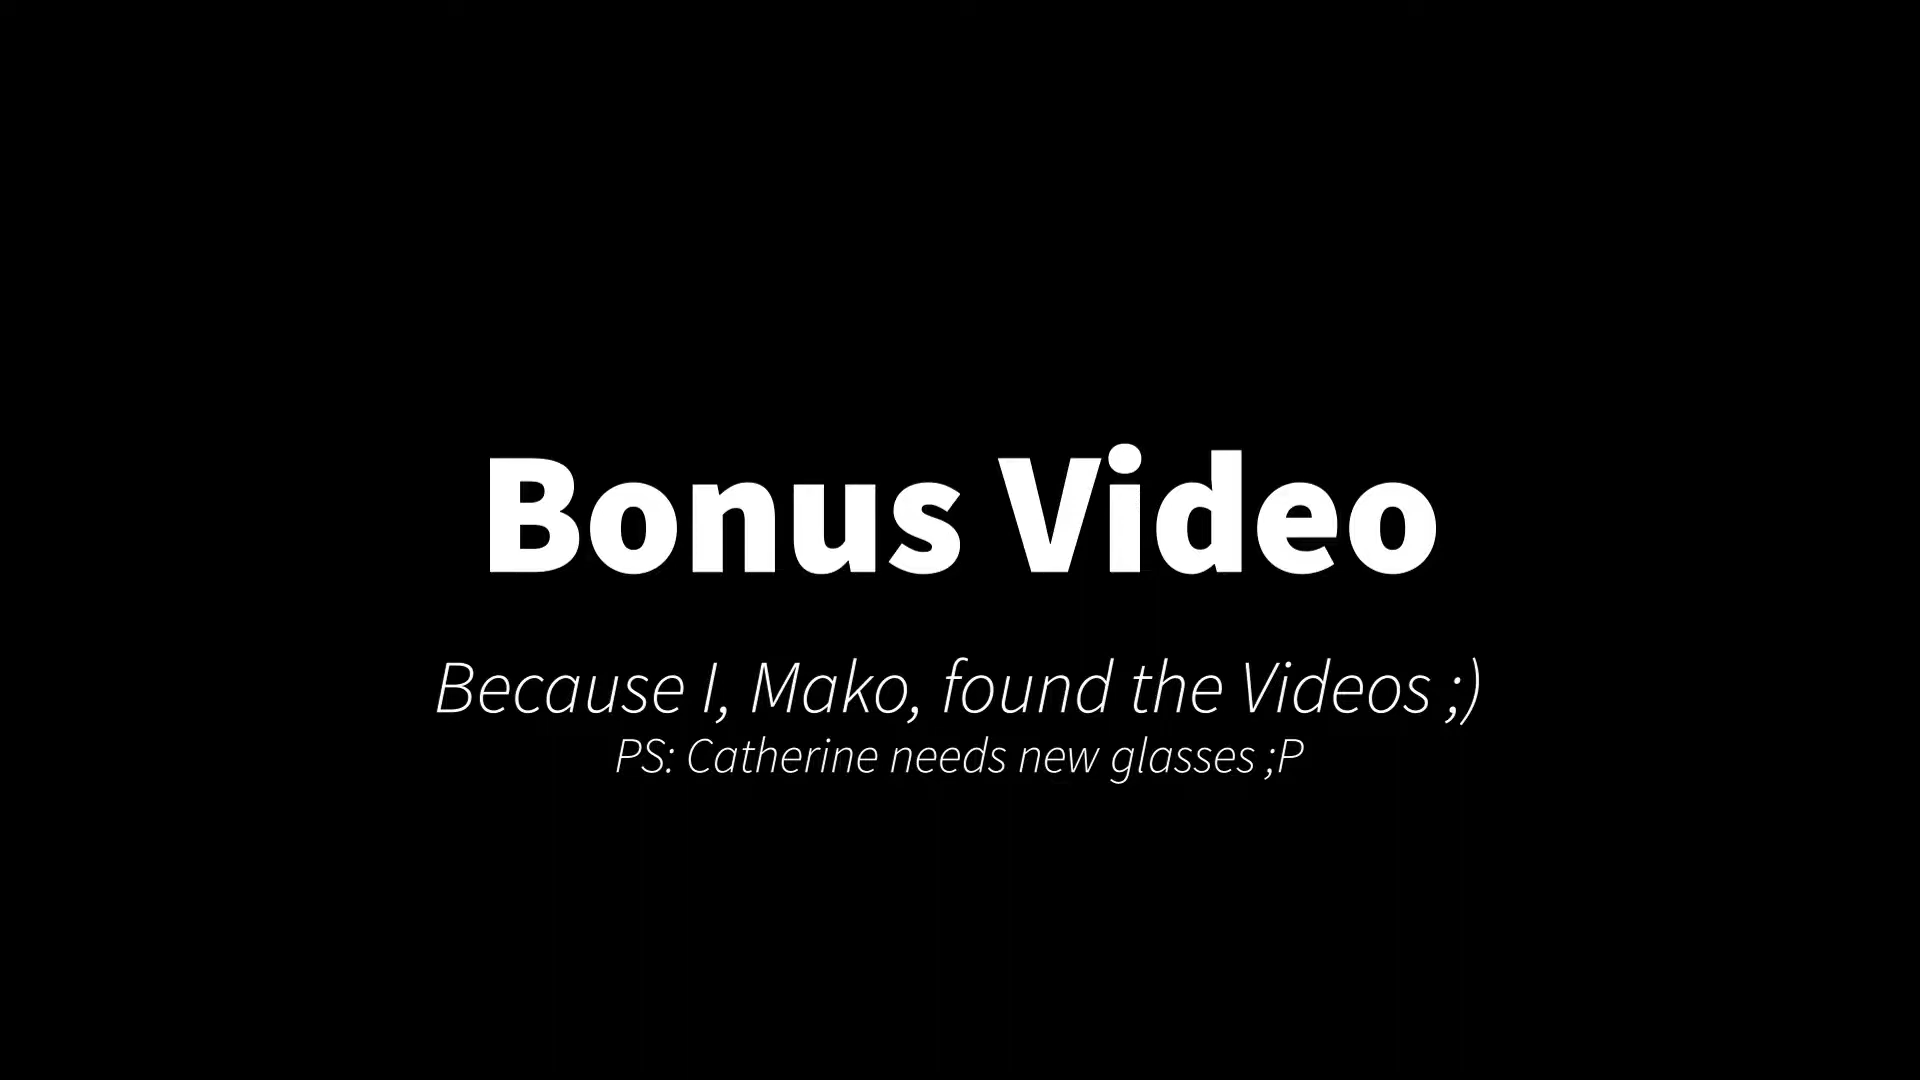 Bonus Video
Because I, Mako, found the Videos ;)
PS: Catherine needs new glasses ;P